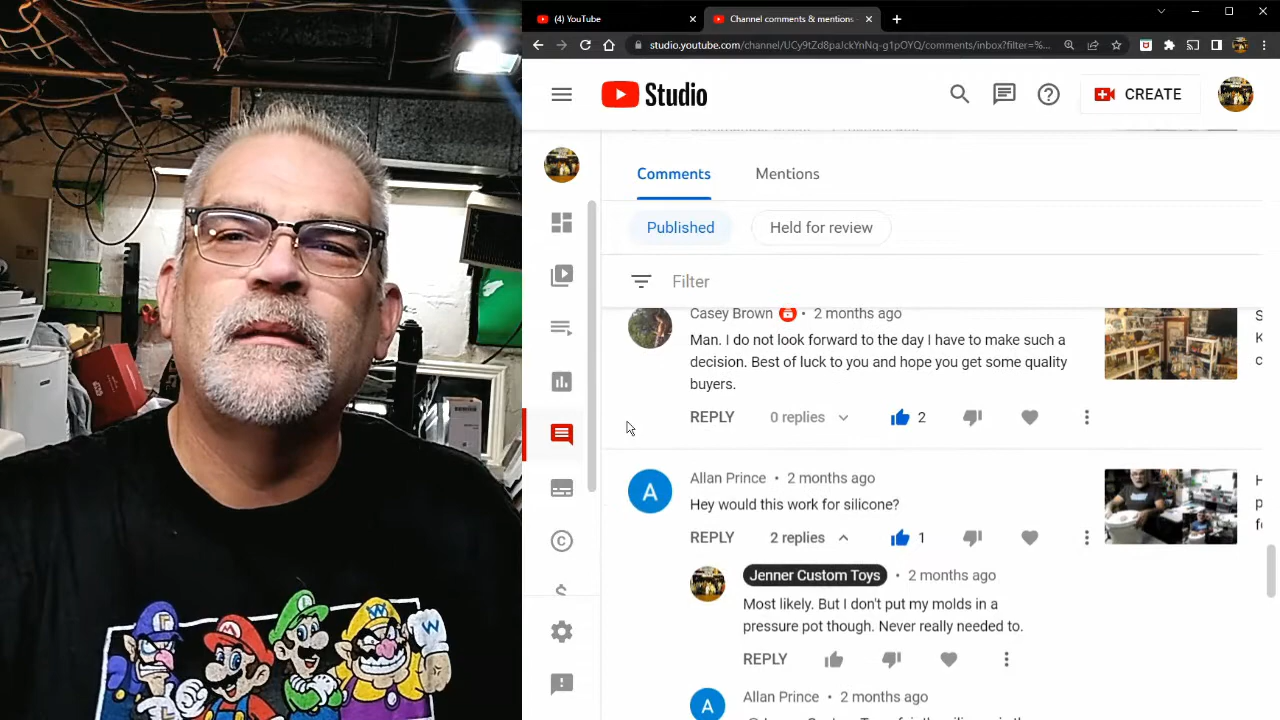 (4) YouTube
Channel comments & mentions
studio.youtube.com/channel/UCy9tZd8paJckYnNq-g1pOYQ/comments/inbox?filter=%...
Studio
CREATE
Comments
Mentions
Published
Held for review
Filter
Casey Brown • 2 months ago
Man. I do not look forward to the day I have to make such a
decision. Best of luck to you and hope you get some quality
buyers.
REPLY
0 replies
2
S
K
c
Allan Prince • 2 months ago
Hey would this work for silicone?
REPLY
2 replies
1
H
p
fe
Jenner Custom Toys • 2 months ago
Most likely. But I don't put my molds in a
pressure pot though. Never really needed to.
REPLY
Allan Prince • 2 months ago
W
M
L
W
A
A